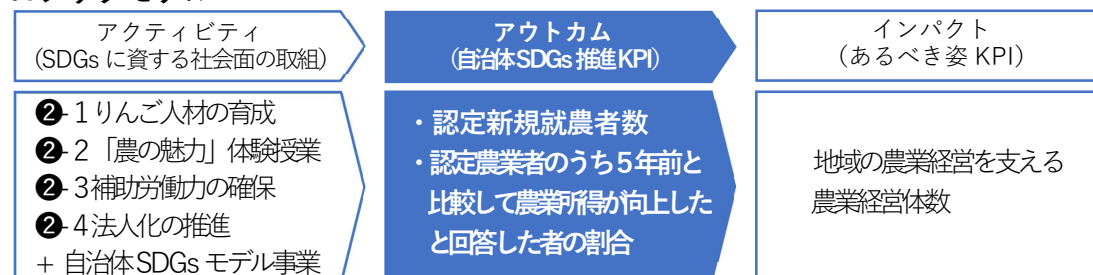 アクティビティ
(SDGs に資する社会面の取組)
❷-1りんご人材の育成
❷-2「農の魅力」体験授業
❷-3補助労働力の確保
❷-4法人化の推進
+ 自治体SDGs モデル事業
アウトカム
(自治体SDGs 推進KPI)
・認定新規就農者数
・認定農業者のうち5年前と
比較して農業所得が向上した
と回答した者の割合
インパクト
(あるべき姿 KPI)
地域の農業経営を支える
農業経営体数